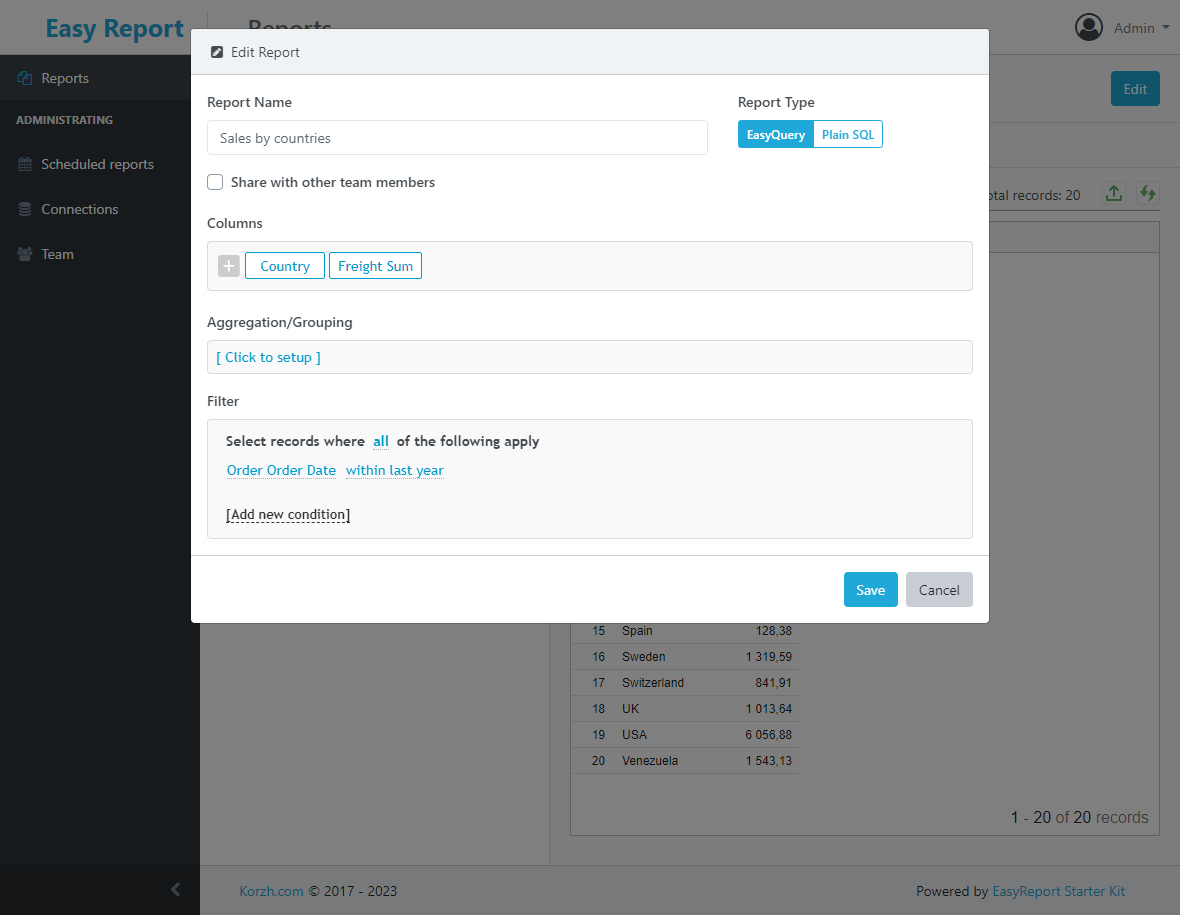 Easy Report
Reports
Admin
Edit Report
Reports
Edit
ADMINISTRATING
Scheduled reports
Connections
Team
Report Name
Report Type
Sales by countries
EasyQuery
Plain SQL
Share with other team members
otal records: 20
Columns
Country
Freight Sum
Aggregation/Grouping
[ Click to setup ]
Filter
Select records where all of the following apply
Order Order Date within last year
[Add new condition]
Save
Cancel
15 Spain 128,38
16 Sweden 1 319,59
17 Switzerland 841,91
18 UK 1 013,64
19 USA 6 056,88
20 Venezuela 1 543,13
1 - 20 of 20 records
Korzh.com © 2017 - 2023
Powered by EasyReport Starter Kit